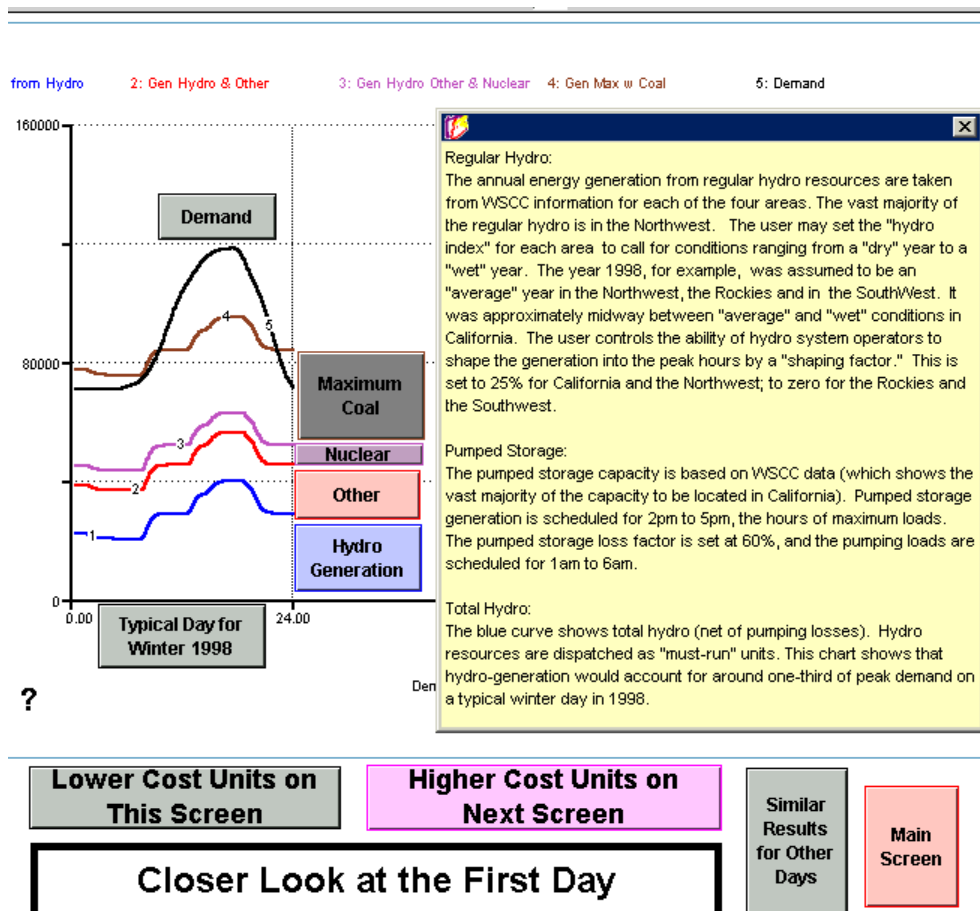 from Hydro 2: Gen Hydro & Other 3: Gen Hydro Other & Nuclear 4: Gen Max w Coal 5: Demand
160000
80000
0
0.00
24.00
Demand
4
5
3
2
1
Maximum
Coal
Nuclear
Other
Hydro
Generation
Typical Day for
Winter 1998
?
Den
Regular Hydro:
The annual energy generation from regular hydro resources are taken
from WSCC information for each of the four areas. The vast majority of
the regular hydro is in the Northwest. The user may set the "hydro
index" for each area to call for conditions ranging from a "dry" year to a
"wet" year. The year 1998, for example, was assumed to be an
"average" year in the Northwest, the Rockies and in the SouthWest. It
was approximately midway between "average" and "wet" conditions in
California. The user controls the ability of hydro system operators to
shape the generation into the peak hours by a "shaping factor." This is
set to 25% for California and the Northwest; to zero for the Rockies and
the Southwest.
Pumped Storage:
The pumped storage capacity is based on WSCC data (which shows the
vast majority of the capacity to be located in California). Pumped storage
generation is scheduled for 2pm to 5pm, the hours of maximum loads.
The pumped storage loss factor is set at 60%, and the pumping loads are
scheduled for 1am to 6am.
Total Hydro:
The blue curve shows total hydro (net of pumping losses). Hydro
resources are dispatched as "must-run" units. This chart shows that
hydro-generation would account for around one-third of peak demand on
a typical winter day in 1998.
Lower Cost Units on
This Screen
Higher Cost Units on
Next Screen
Similar
Results
for Other
Days
Main
Screen
Closer Look at the First Day